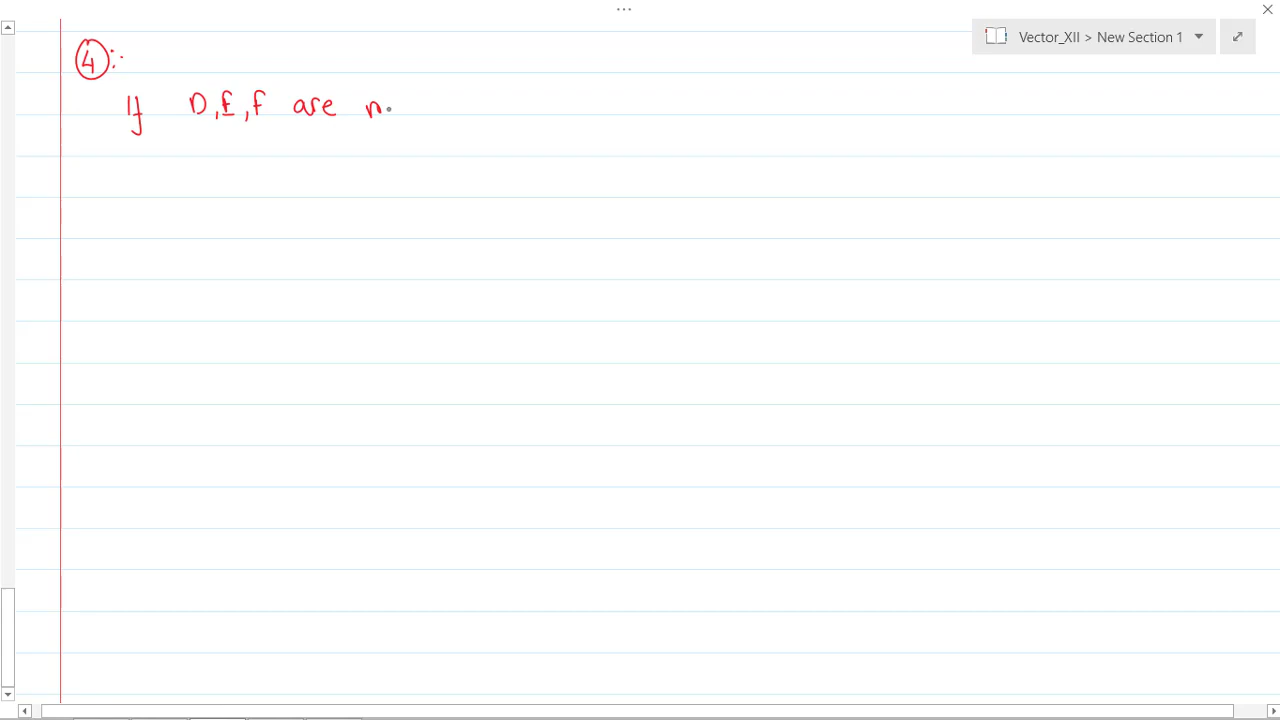 ...
Vector_XII > New Section 1
④:-
If D, E, F are